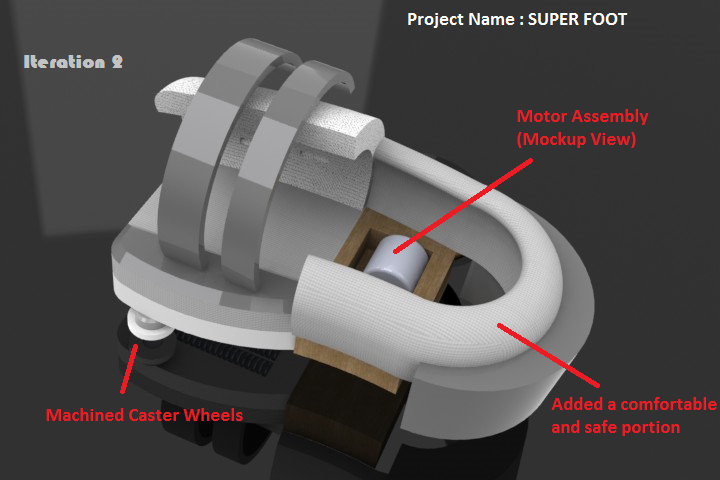 Project Name : SUPER FOOT
Iteration 2
Motor Assembly
(Mockup View)
Machined Caster Wheels
Added a comfortable
and safe portion